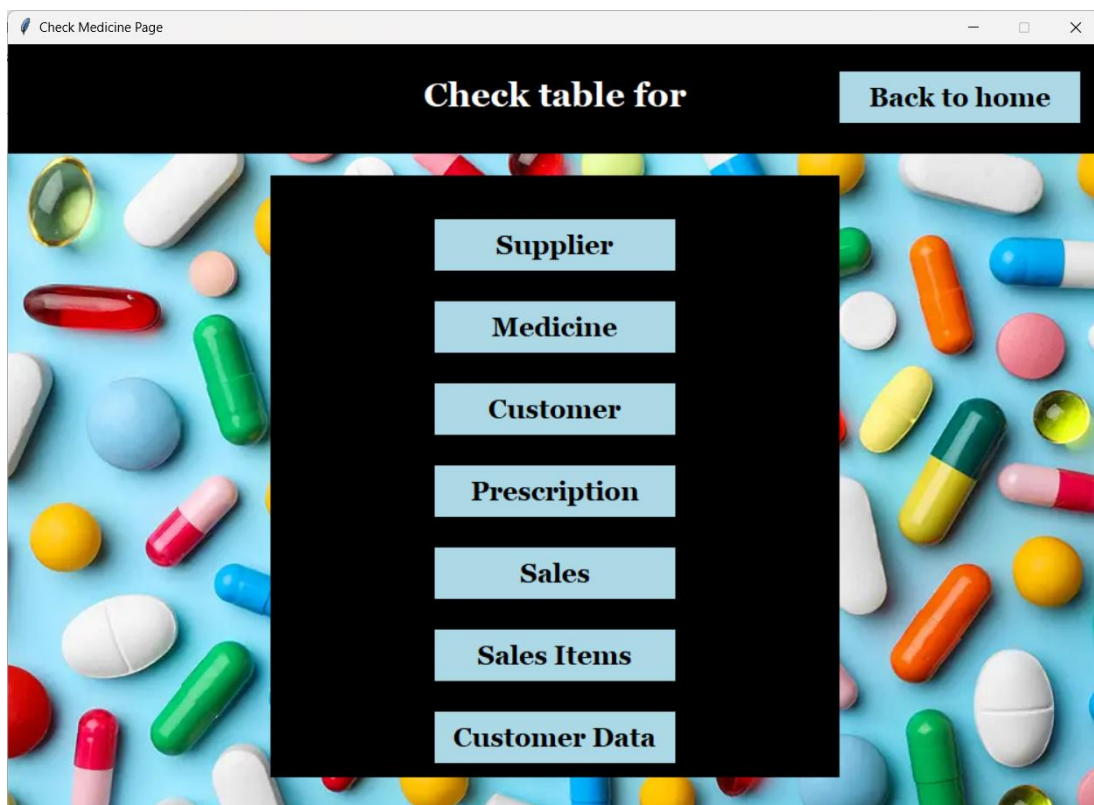 Check Medicine Page
Check table for
Back to home
Supplier
Medicine
Customer
Prescription
Sales
Sales Items
Customer Data